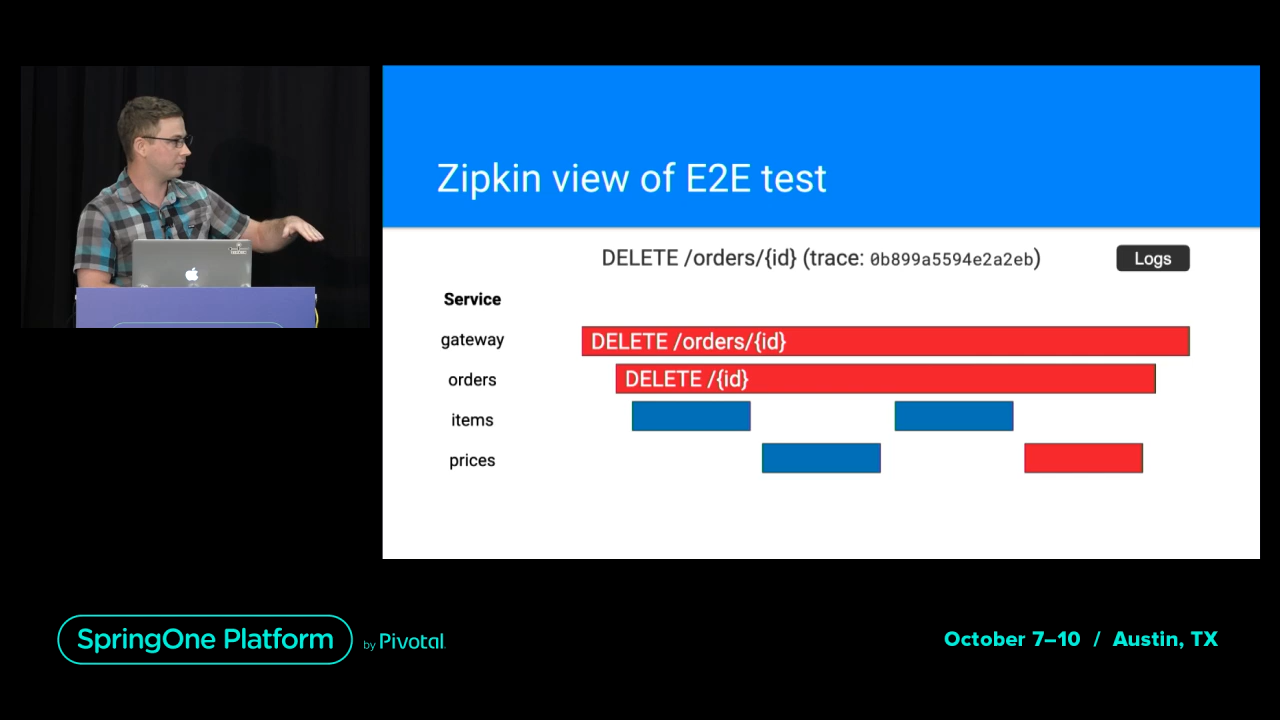 Zipkin view of E2E test
DELETE /orders/{id} (trace: 0b899a5594e2a2eb)
Logs
Service
gateway
DELETE /orders/{id}
orders
DELETE /{id}
items
prices
SpringOne Platform
by Pivotal
October 7–10 / Austin, TX